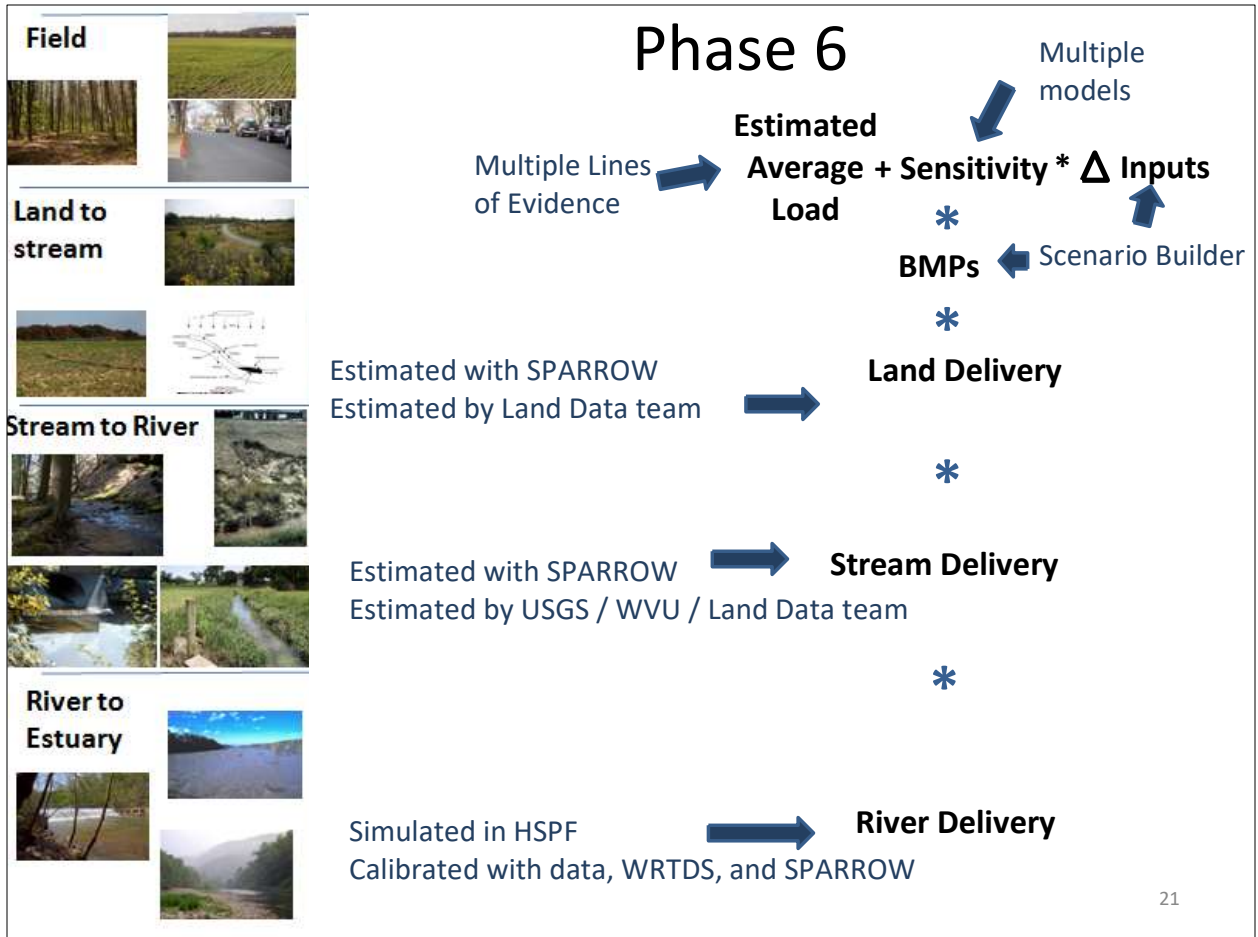 Phase 6
Field
Multiple
models
Estimated
Average + Sensitivity * Δ Inputs
Load
Multiple Lines
of Evidence
*
BMPs
Scenario Builder
*
Land to
stream
Estimated with SPARROW
Estimated by Land Data team
Land Delivery
*
Stream to River
Estimated with SPARROW
Estimated by USGS / WVU / Land Data team
Stream Delivery
*
River to
Estuary
Simulated in HSPF
Calibrated with data, WRTDS, and SPARROW
River Delivery
21